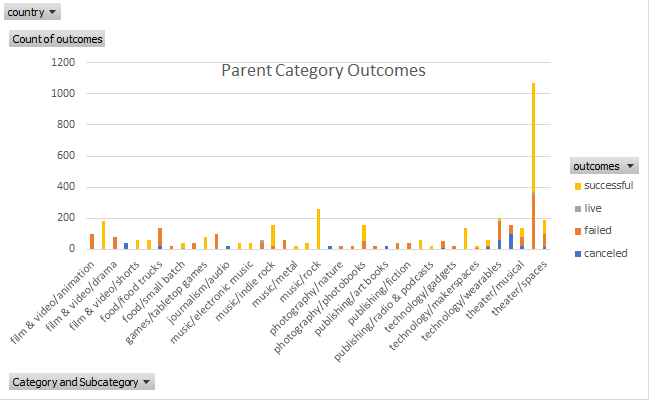 country
Count of outcomes
Parent Category Outcomes
1200
1000
800
600
400
200
0
outcomes
successful
live
failed
canceled
film & video/animation
film & video/drama
film & video/shorts
food/food trucks
food/small batch
games/tabletop games
journalism/audio
music/electronic music
music/indie rock
music/metal
music/rock
photography/nature
photography/photobooks
publishing/art books
publishing/fiction
publishing/radio & podcasts
technology/gadgets
technology/makerspaces
technology/wearables
theater/musical
theater/spaces
Category and Subcategory